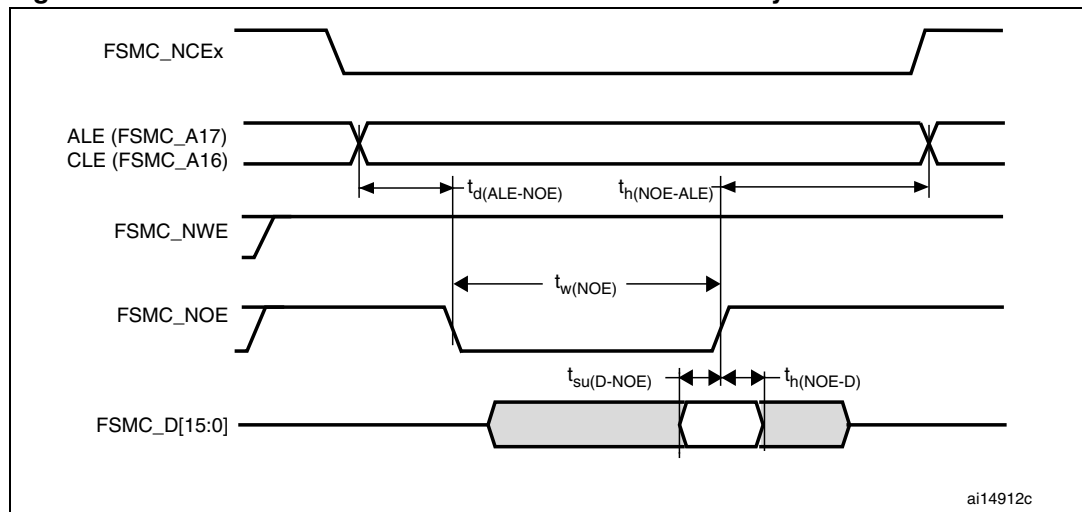 FSMC_NCEx
ALE (FSMC_A17)
CLE (FSMC_A16)
td(ALE-NOE)
th(NOE-ALE)
FSMC_NWE
tw(NOE)
FSMC_NOE
tsu(D-NOE)
th(NOE-D)
FSMC_D[15:0]
ai14912c